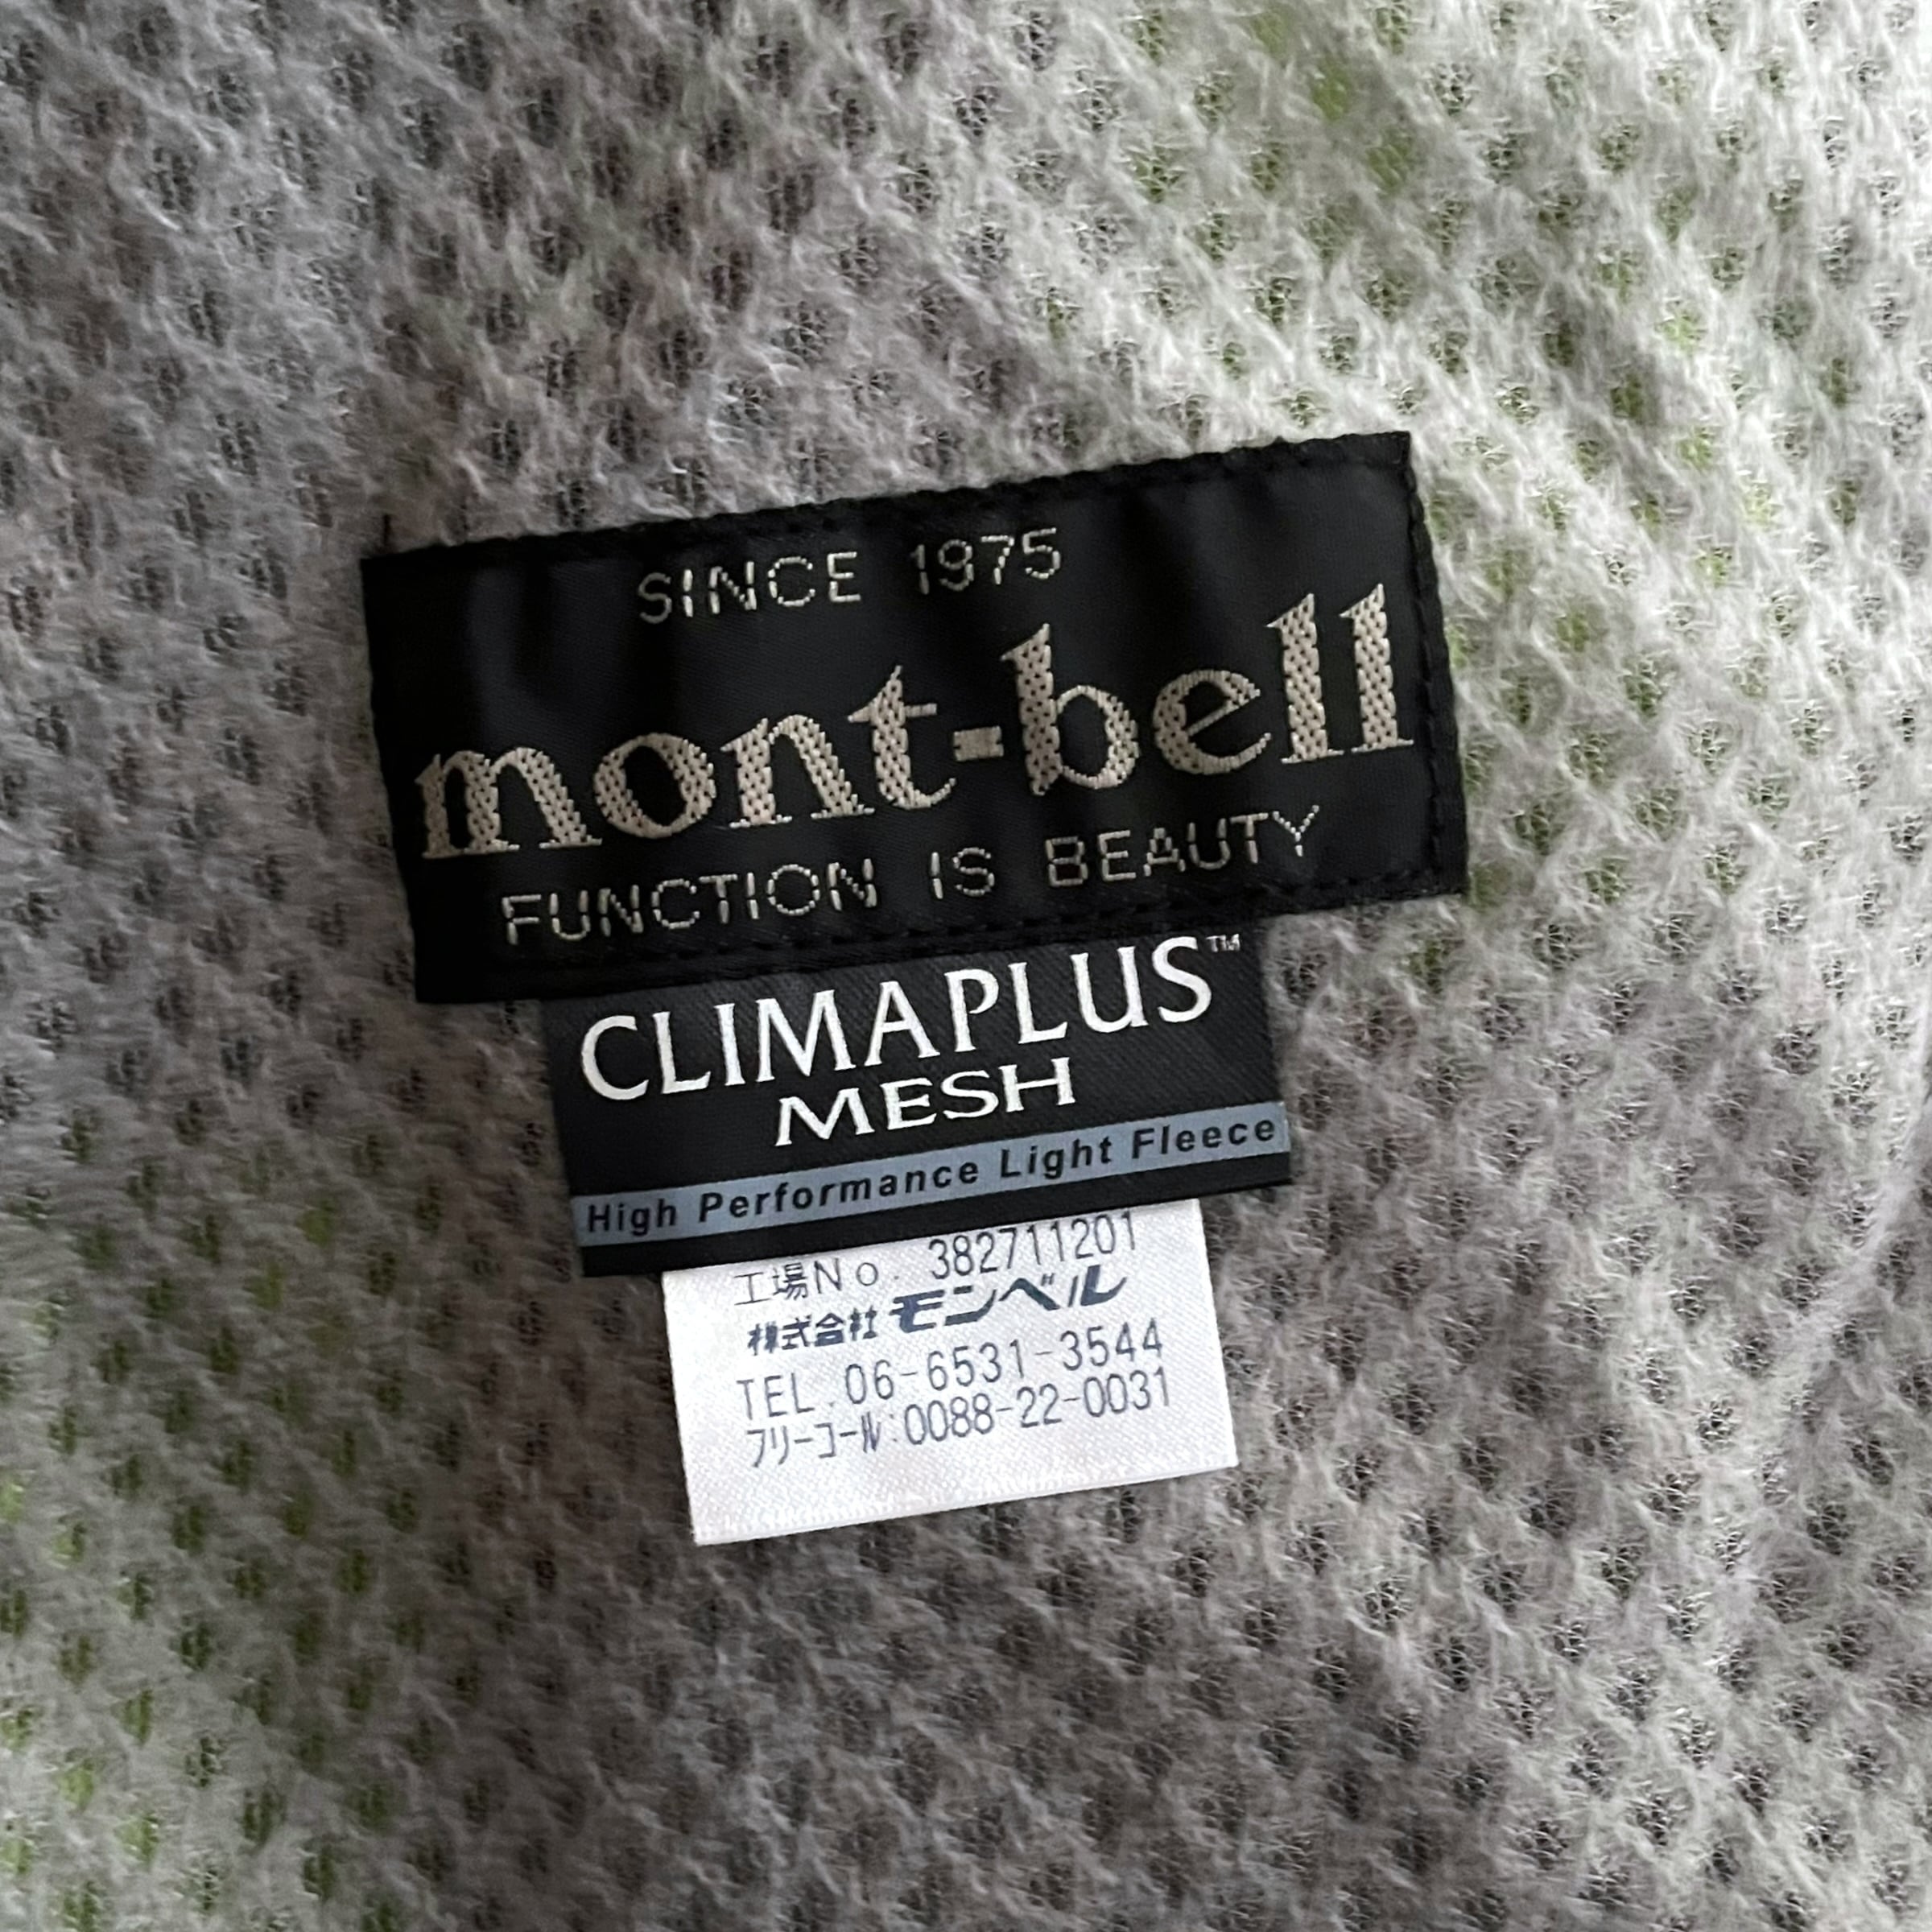 SINCE 1975
mont-bell
FUNCTION IS BEAUTY
CLIMAPLUS™
MESH
High Performance Light Fleece
工場No. 382711201
株式会社モンベル
TEL.06-6531-3544
フリーコール:0088-22-0031